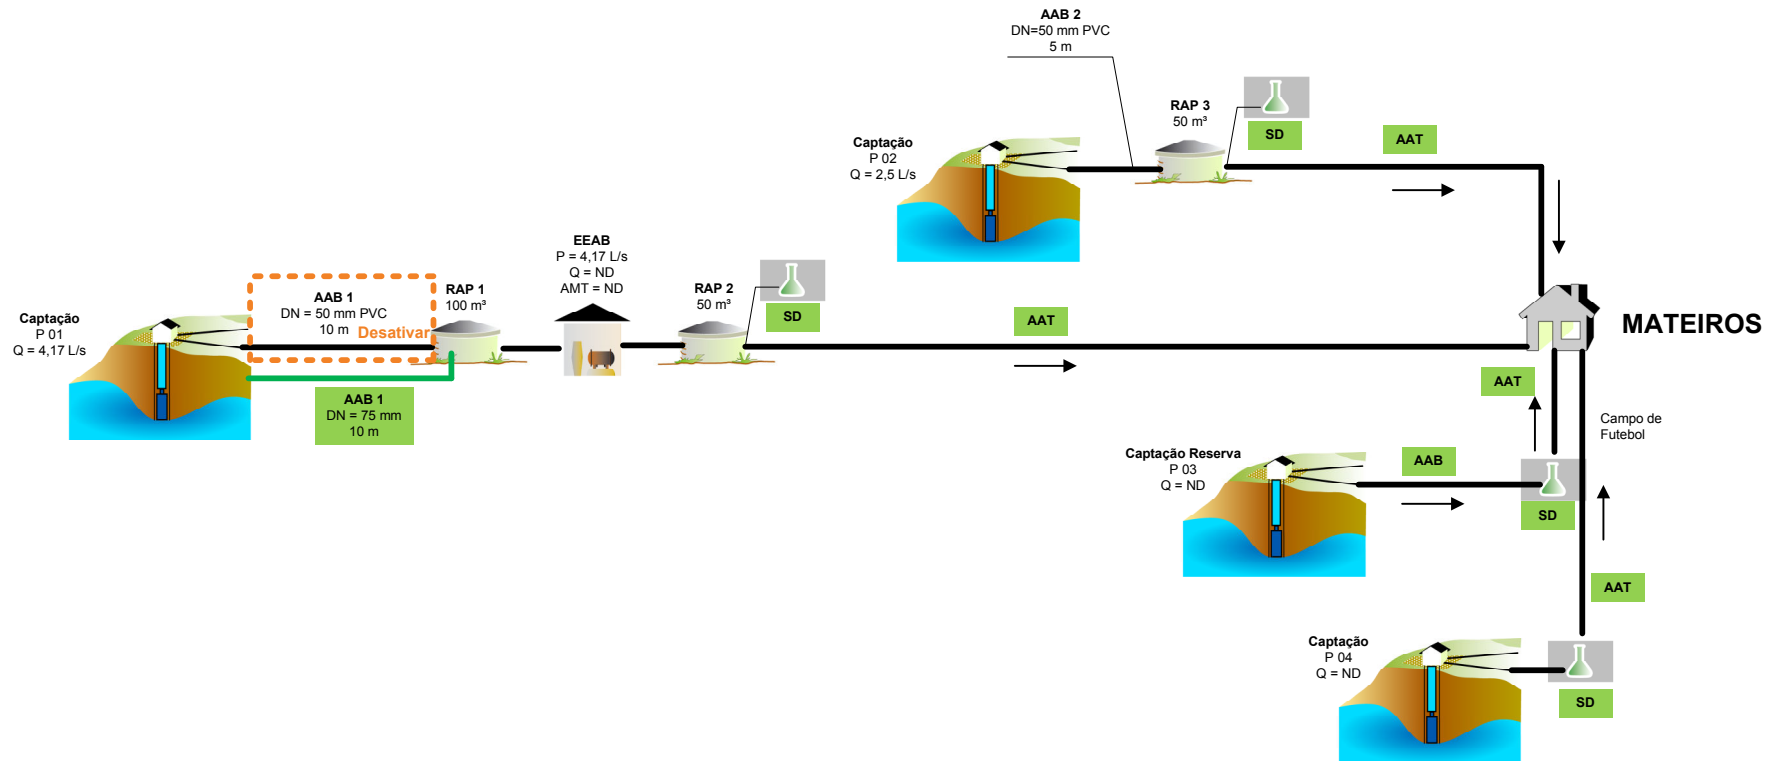 AAB 2
DN=50 mm PVC
5 m
RAP 3
50 m³
SD
AAT
Captação
P 02
Q = 2,5 L/s
EEAB
P = 4,17 L/s
Q = ND
AMT = ND
RAP 2
50 m³
SD
RAP 1
100 m³
AAB 1
DN = 50 mm PVC
10 m
Desativar
Captação
P 01
Q = 4,17 L/s
AAT
MATEIROS
AAB 1
DN = 75 mm
10 m
AAT
Campo de
Futebol
Captação Reserva
P 03
Q = ND
AAB
SD
AAT
Captação
P 04
Q = ND
SD